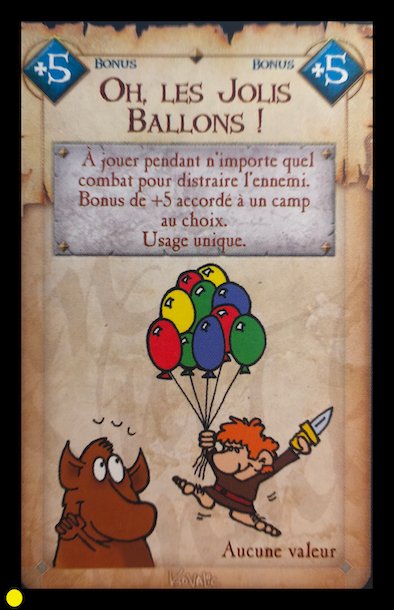 +5 Bonus Bonus +5
Oh, les Jolis
Ballons !
À jouer pendant n'importe quel
combat pour distraire l'ennemi.
Bonus de +5 accordé à un camp
au choix.
Usage unique.
Aucune valeur
Kovalic